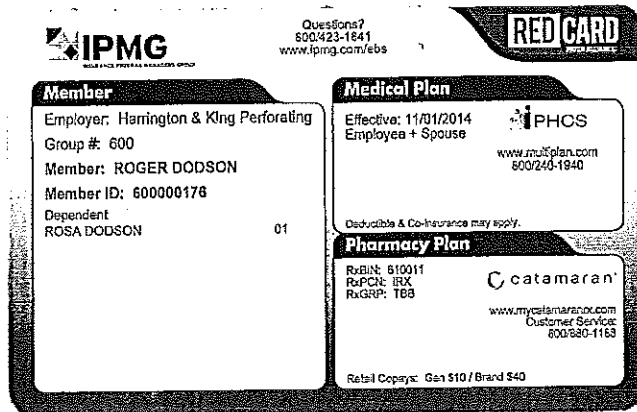 IPMG
Questions?
800/423-1841
www.ipmg.com/ebs
RED CARD
Member
Employer: Harrington & King Perforating
Group #: 600
Member: ROGER DODSON
Member ID: 600000176
Dependent
ROSA DODSON 01
Medical Plan
Effective: 11/01/2014
Employee + Spouse
PHCS
www.multiplan.com
800/240-1940
Deductible & Co-Insurance may apply.
Pharmacy Plan
RxBIN: 610011
RxPCN: IRX
RxGRP: TBB
catamaran
www.mycatamaranrx.com
Customer Service:
800/880-1188
Retail Copays: Gen $10 / Brand $40